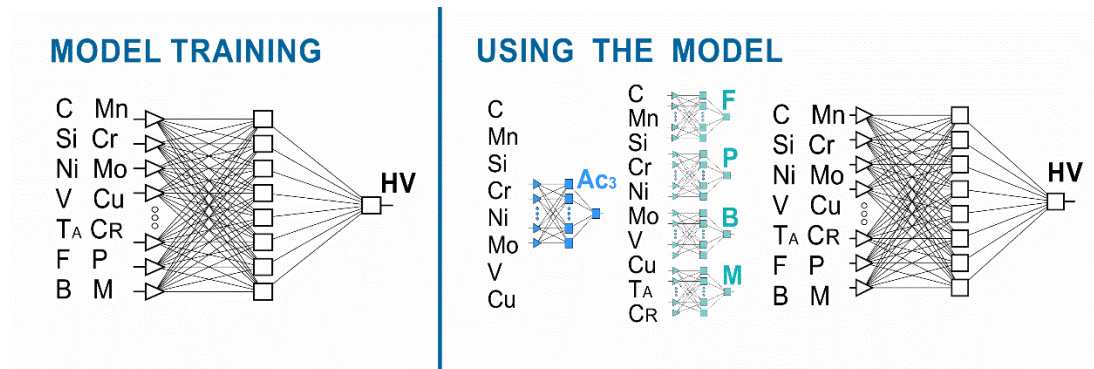 MODEL TRAINING
C Mn
Si Cr
Ni Mo
V Cu
TA CR
F P
B M
HV
USING THE MODEL
C
Mn
Si
Cr
Ni
Mo
V
Cu
Ac3
C
Mn
Si
Cr
Ni
Mo
V
Cu
TA
CR
F
P
B
M
C Mn
Si Cr
Ni Mo
V Cu
TA CR
F P
B M
HV